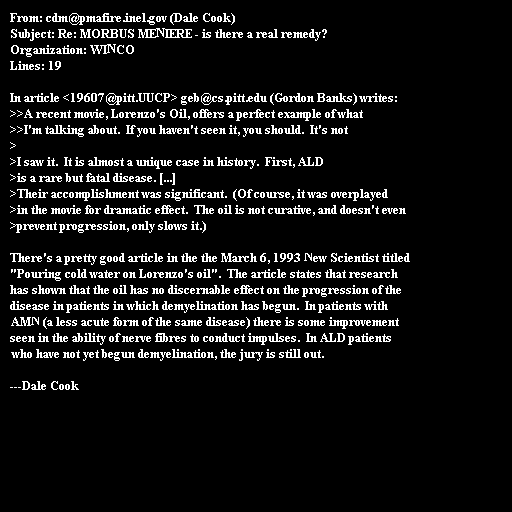 From: cdm@pmafire.inel.gov (Dale Cook)
Subject: Re: MORBUS MENIERE - is there a real remedy?
Organization: WINCO
Lines: 19

In article <19607@pitt.UUCP> geb@cs.pitt.edu (Gordon Banks) writes:
>>A recent movie, Lorenzo's Oil, offers a perfect example of what
>>I'm talking about.  If you haven't seen it, you should.  It's not
>
>I saw it.  It is almost a unique case in history.  First, ALD
>is a rare but fatal disease. [...]
>Their accomplishment was significant.  (Of course, it was overplayed
>in the movie for dramatic effect.  The oil is not curative, and doesn't even
>prevent progression, only slows it.)

There's a pretty good article in the the March 6, 1993 New Scientist titled
"Pouring cold water on Lorenzo's oil".  The article states that research
has shown that the oil has no discernable effect on the progression of the
disease in patients in which demyelination has begun.  In patients with
AMN (a less acute form of the same disease) there is some improvement
seen in the ability of nerve fibres to conduct impulses.  In ALD patients
who have not yet begun demyelination, the jury is still out.

---Dale Cook